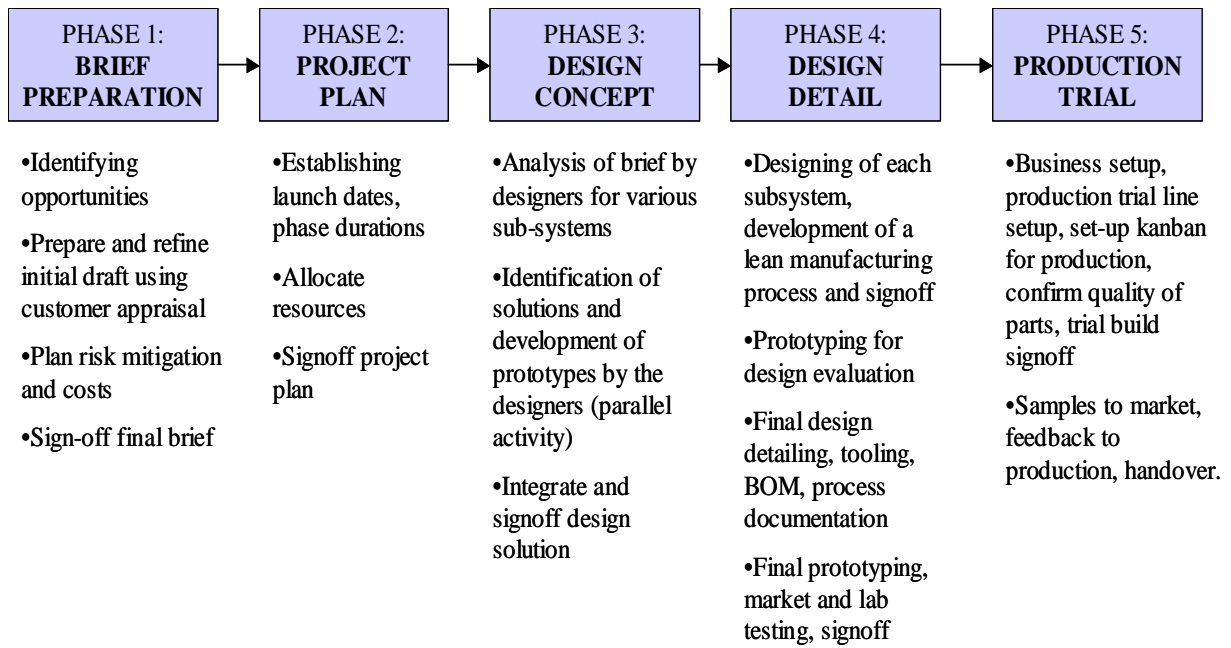 PHASE 1:
BRIEF
PREPARATION
•Identifying
opportunities
•Prepare and refine
initial draft using
customer appraisal
•Plan risk mitigation
and costs
•Sign-off final brief
PHASE 2:
PROJECT
PLAN
•Establishing
launch dates,
phase durations
•Allocate
resources
•Signoff project
plan
PHASE 3:
DESIGN
CONCEPT
•Analysis of brief by
designers for various
sub-systems
•Identification of
solutions and
development of
prototypes by the
designers (parallel
activity)
•Integrate and
signoff design
solution
PHASE 4:
DESIGN
DETAIL
•Designing of each
subsystem,
development of a
lean manufacturing
process and signoff
•Prototyping for
design evaluation
•Final design
detailing, tooling,
BOM, process
documentation
•Final prototyping,
market and lab
testing, signoff
PHASE 5:
PRODUCTION
TRIAL
•Business setup,
production trial line
setup, set-up kanban
for production,
confirm quality of
parts, trial build
signoff
•Samples to market,
feedback to
production, handover.